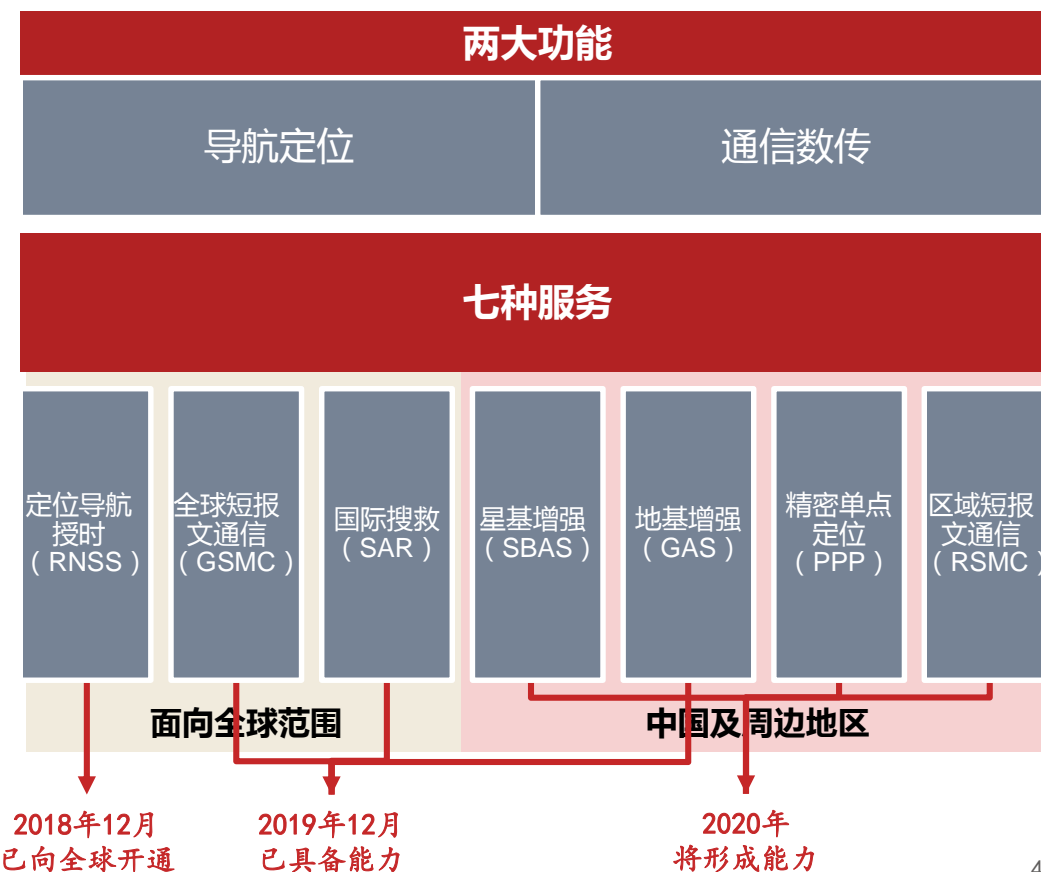 两大功能
导航定位
通信数传
七种服务
定位导航
授时
（RNSS）
全球短报
文通信
（GSMC）
国际搜救
（SAR）
星基增强
（SBAS）
地基增强
（GAS）
精密单点
定位
（PPP）
区域短报
文通信
（RSMC）
面向全球范围
中国及周边地区
2018年12月
已向全球开通
2019年12月
已具备能力
2020年
将形成能力
4